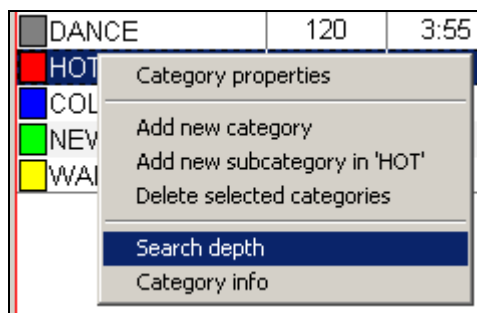 DANCE 120 3:55
HOT
Category properties
COL
Add new category
NEW
Add new subcategory in 'HOT'
WAR
Delete selected categories
Search depth
Category info